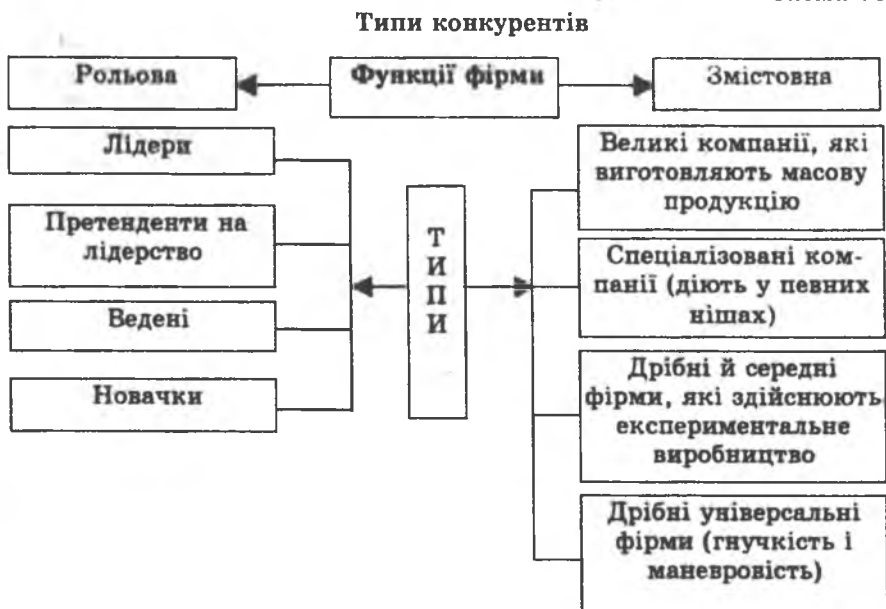 Типи конкурентів
Рольова
Функції фірми
Змістовна
Лідери
Претенденти на
лідерство
Ведені
Новачки
Т
И
П
И
Великі компанії, які
виготовляють масову
продукцію
Спеціалізовані ком-
панії (діють у певних
нішах)
Дрібні й середні
фірми, які здійснюють
експериментальне
виробництво
Дрібні універсальні
фірми (гнучкість і
маневровість)